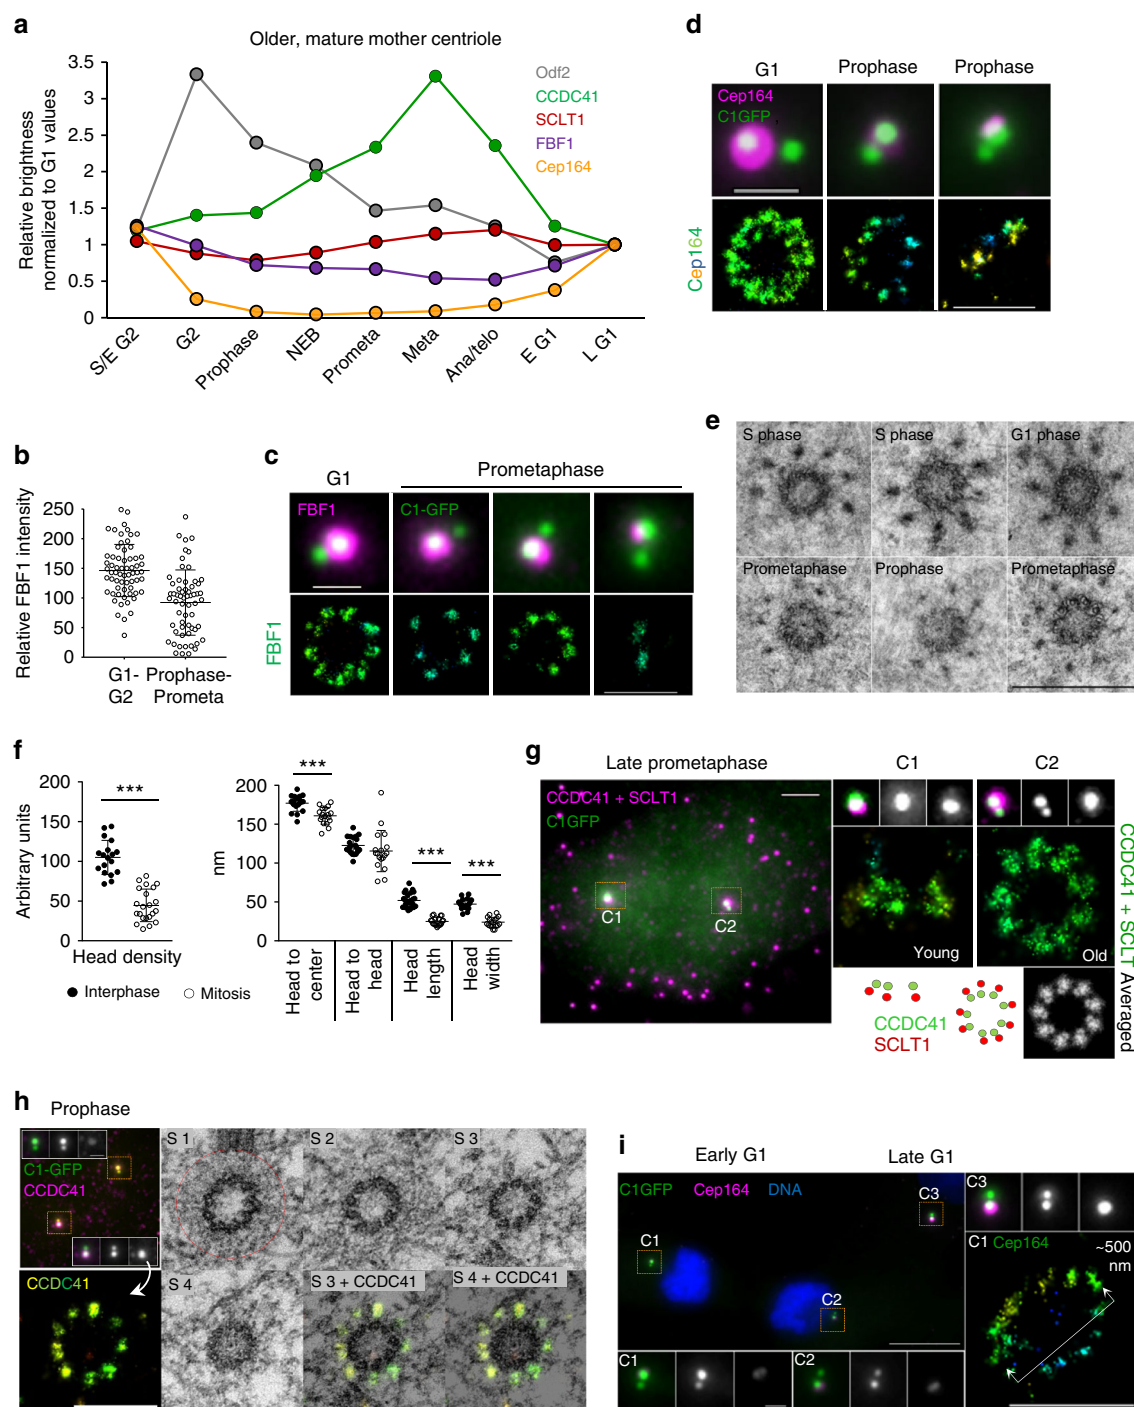 a
Older, mature mother centriole
Relative brightness
normalized to G1 values
3.5
3
2.5
2
1.5
1
0.5
0
Odf2
CCDC41
SCLT1
FBF1
Cep164
S/E G2
G2
Prophase
NEB
Prometa
Meta
Ana/telo
E G1
L G1
d
G1
Prophase
Prophase
Cep164
C1GFP
Cep164
b
Relative FBF1 intensity
250
200
150
100
50
0
G1-
G2
Prophase-
Prometa
c
G1
Prometaphase
FBF1
C1-GFP
FBF1
e
S phase
S phase
G1 phase
Prometaphase
Prophase
Prometaphase
f
Arbitrary units
200
150
100
50
0
***
Head density
Interphase
Mitosis
nm
200
150
100
50
0
***
***
***
Head to
center
Head to
head
Head
length
Head
width
g
Late prometaphase
C1
C2
CCDC41 + SCLT1
C1GFP
C1
C2
Young
Old
CCDC41 + SCLT
CCDC41
SCLT1
Averaged
h
Prophase
C1-GFP
CCDC41
CCDC41
S 1
S 2
S 3
S 4
S 3 + CCDC41
S 4 + CCDC41
i
Early G1
Late G1
C1GFP
Cep164
DNA
C3
C1
C2
C1
C2
C3
C1 Cep164
~500
nm